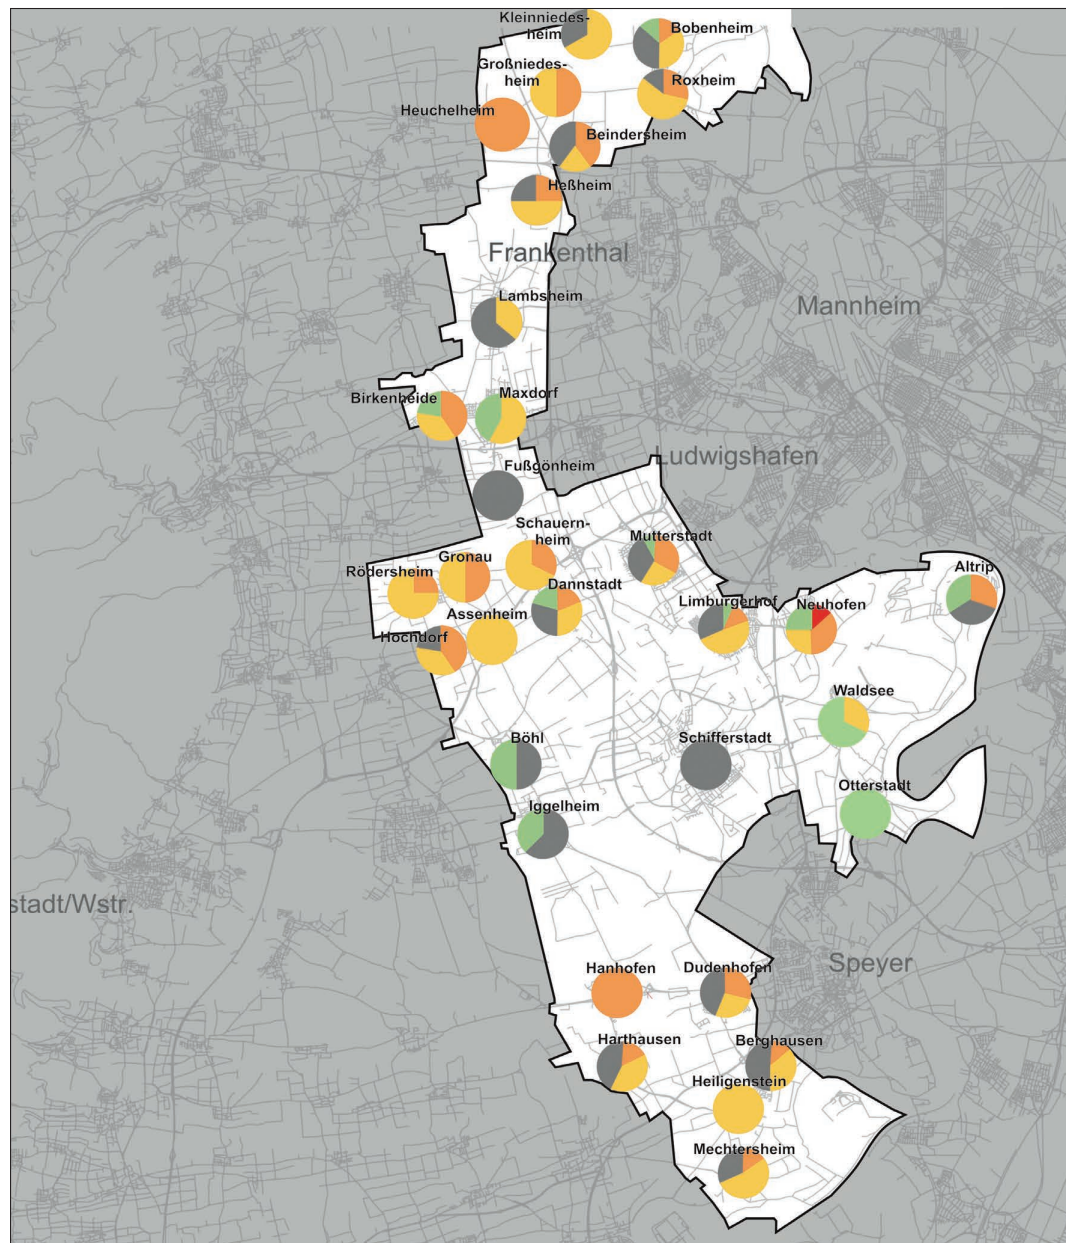 Kleinniedes-
heim
Bobenheim
Großniedes-
heim
Roxheim
Heuchelheim
Beindersheim
Heßheim
Frankenthal
Lambsheim
Mannheim
Birkenheide
Maxdorf
Fußgönheim
Ludwigshafen
Schauern-
heim
Mutterstadt
Gronau
Rödersheim
Dannstadt
Altrip
Limburgerhof
Neuhofen
Assenheim
Hochdorf
Waldsee
Böhl
Schifferstadt
Otterstadt
Iggelheim
stadt/Wstr.
Speyer
Hanhofen
Dudenhofen
Harthausen
Berghausen
Heiligenstein
Mechtersheim